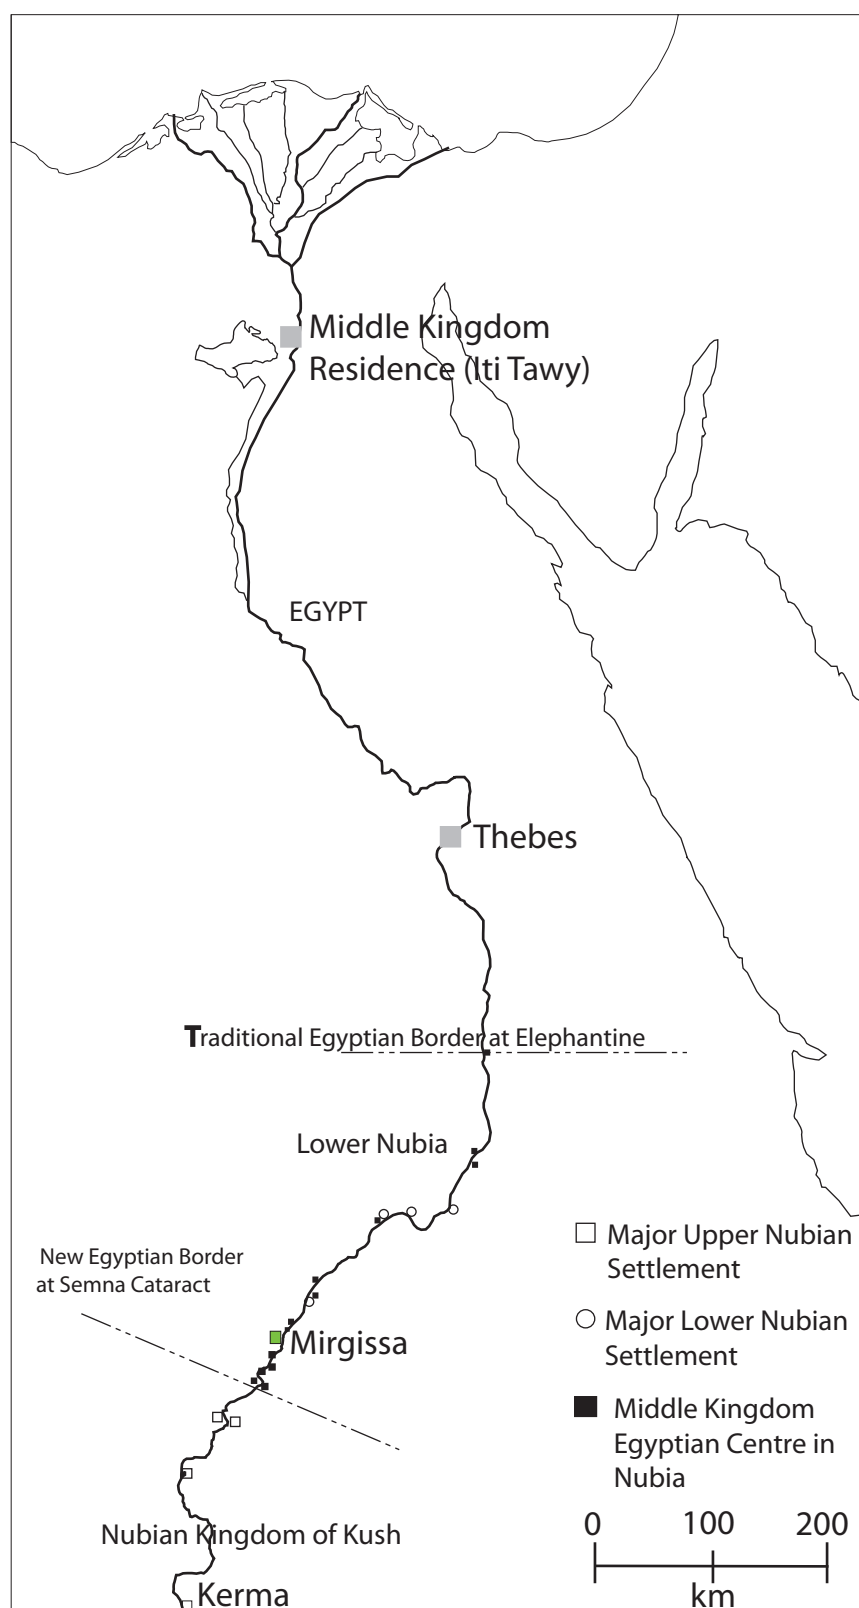 Middle Kingdom
Residence (Iti Tawy)
EGYPT
Thebes
Traditional Egyptian Border at Elephantine
Lower Nubia
New Egyptian Border
at Semna Cataract
Mirgissa
Nubian Kingdom of Kush
Kerma
Major Upper Nubian
Settlement
Major Lower Nubian
Settlement
Middle Kingdom
Egyptian Centre in
Nubia
0 100 200
km